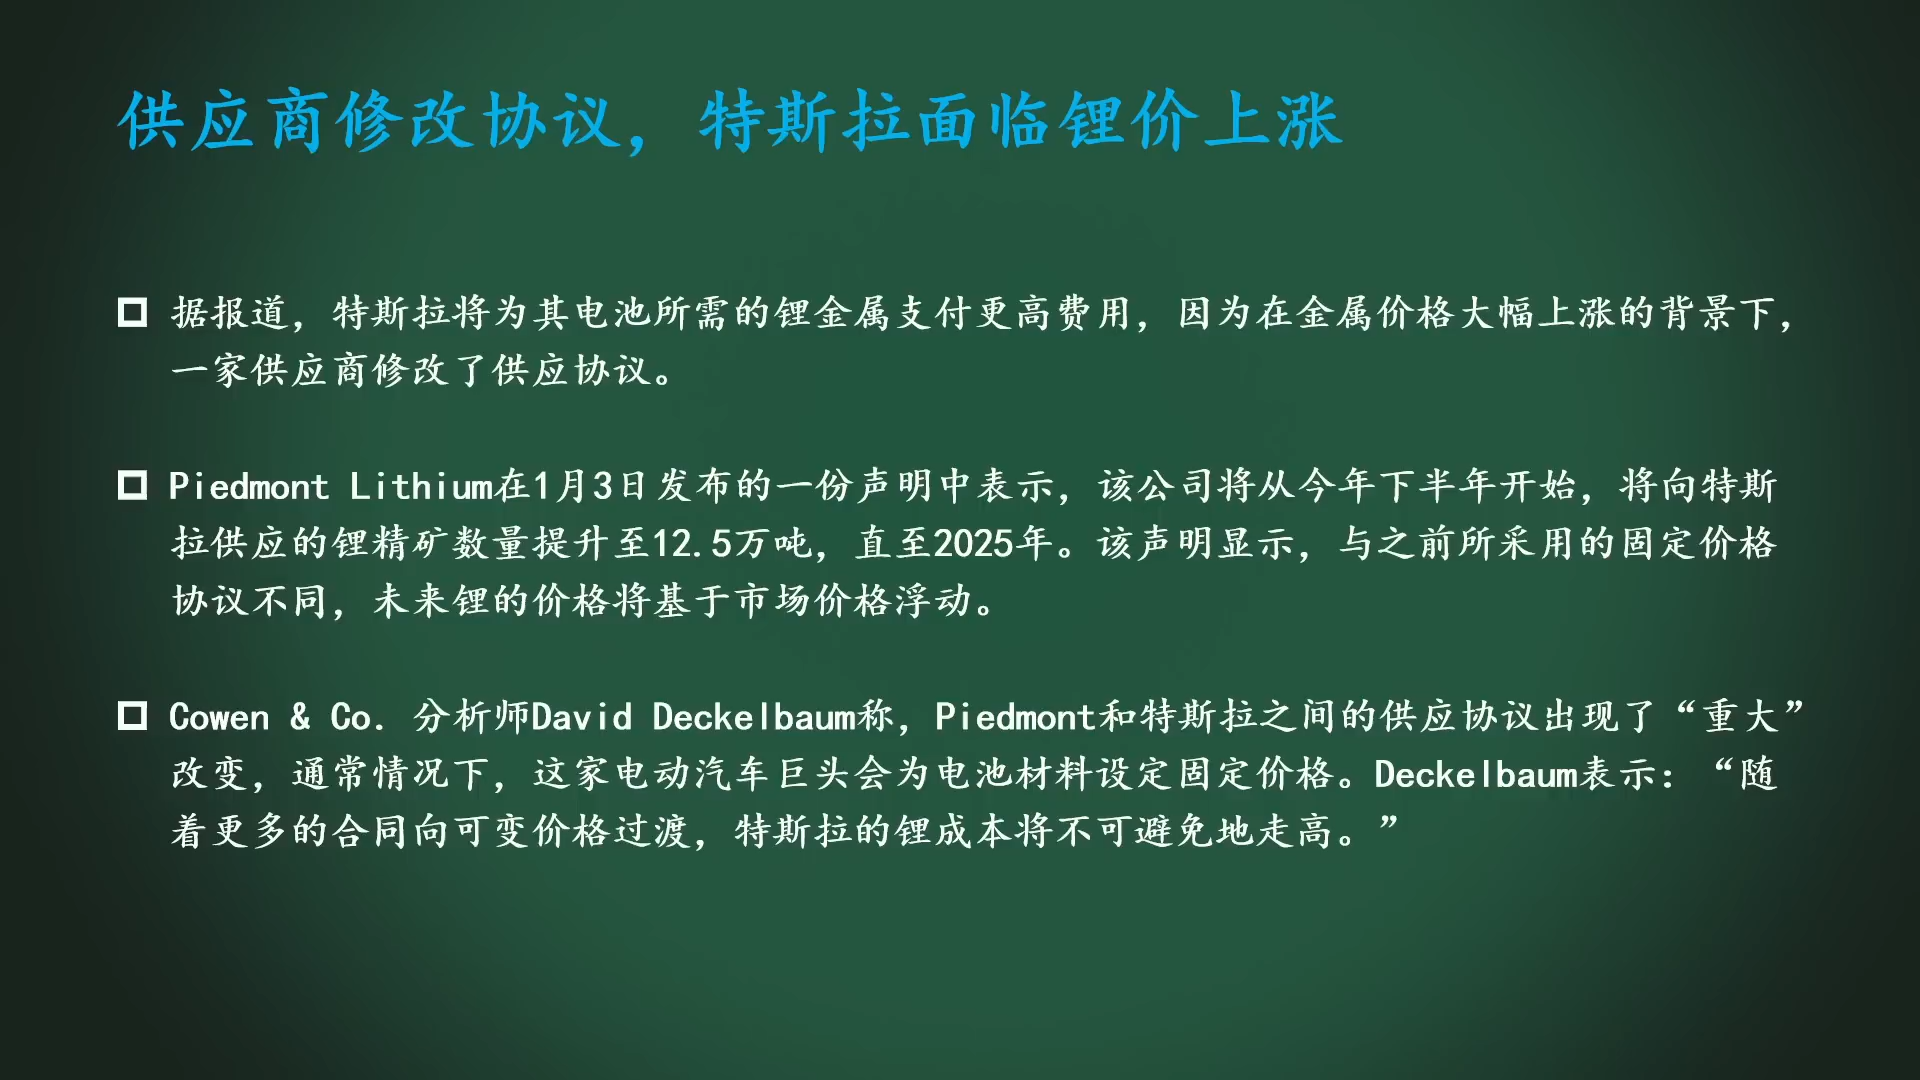 供应商修改协议，特斯拉面临锂价上涨
据报道，特斯拉将为其电池所需的锂金属支付更高费用，因为在金属价格大幅上涨的背景下，
一家供应商修改了供应协议。
Piedmont Lithium在1月3日发布的一份声明中表示，该公司将从今年下半年开始，将向特斯
拉供应的锂精矿数量提升至12.5万吨，直至2025年。该声明显示，与之前所采用的固定价格
协议不同，未来锂的价格将基于市场价格浮动。
Cowen & Co. 分析师David Deckelbaum称，Piedmont和特斯拉之间的供应协议出现了“重大”
改变，通常情况下，这家电动汽车巨头会为电池材料设定固定价格。Deckelbaum表示：“随
着更多的合同向可变价格过渡，特斯拉的锂成本将不可避免地走高。”